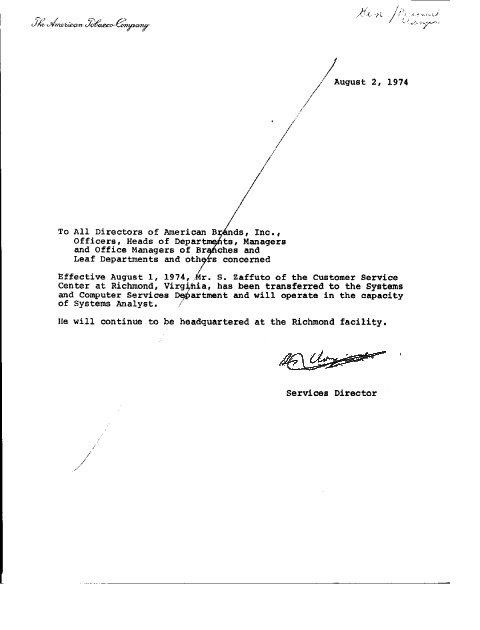 The American Tobacco Company
August 2, 1974
To All Directors of American Brands, Inc.,
Officers, Heads of Departments, Managers
and Office Managers of Branches and
Leaf Departments and others concerned
Effective August 1, 1974, Mr. S. Zaffuto of the Customer Service
Center at Richmond, Virginia, has been transferred to the Systems
and Computer Services Department and will operate in the capacity
of Systems Analyst.
He will continue to be headquartered at the Richmond facility.
Services Director